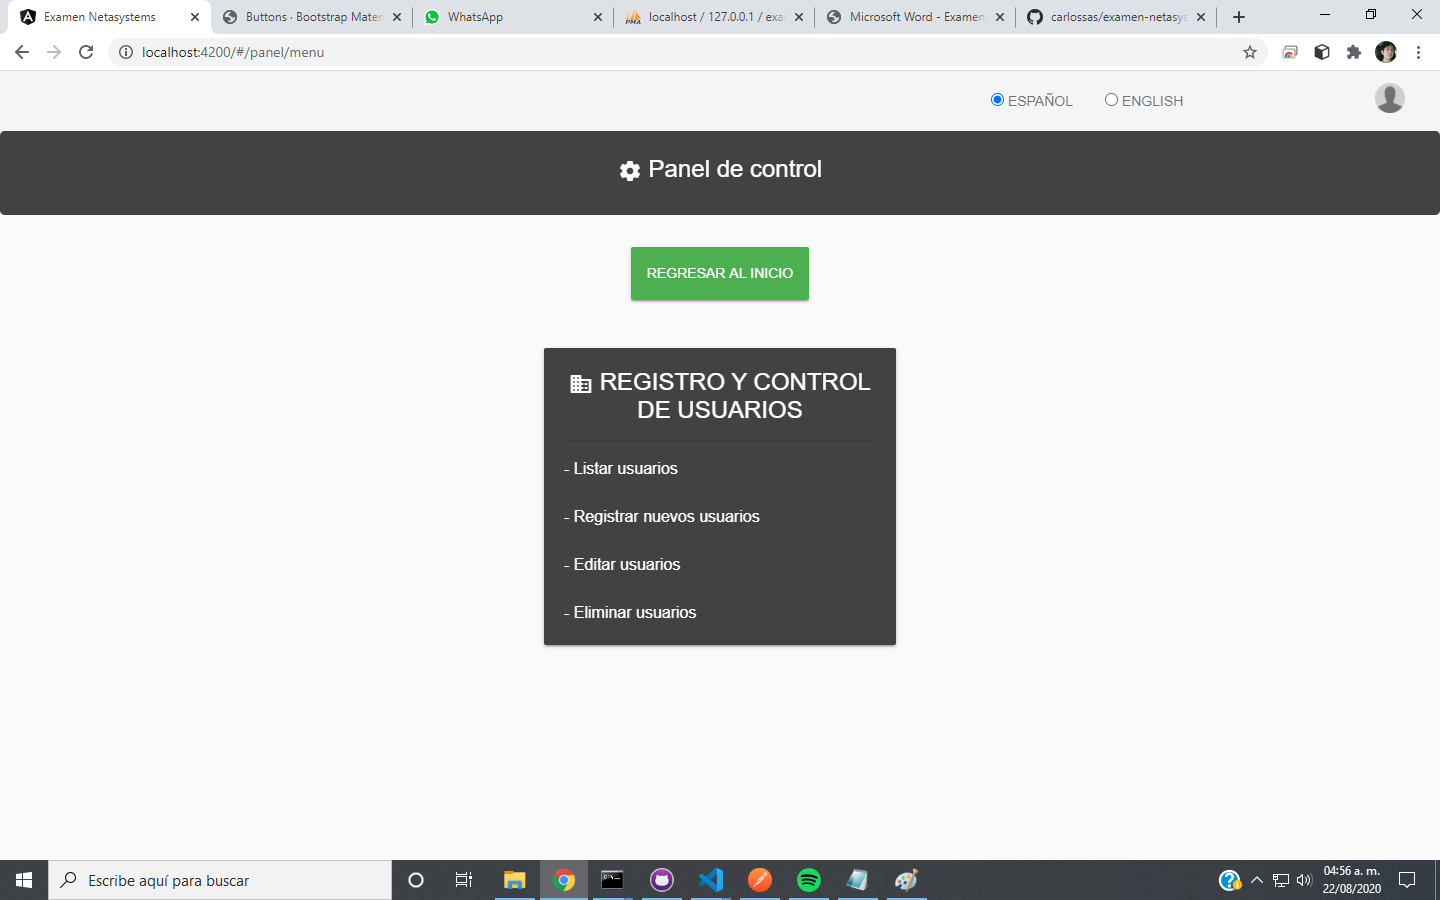 Examen Netasystems
Buttons · Bootstrap Mater
WhatsApp
localhost / 127.0.0.1 / exa
Microsoft Word - Examen
carlossas/examen-netasys
localhost:4200/#/panel/menu
ESPAÑOL
ENGLISH
Panel de control
REGRESAR AL INICIO
REGISTRO Y CONTROL
DE USUARIOS
- Listar usuarios
- Registrar nuevos usuarios
- Editar usuarios
- Eliminar usuarios
Escribe aquí para buscar
04:56 a. m.
22/08/2020